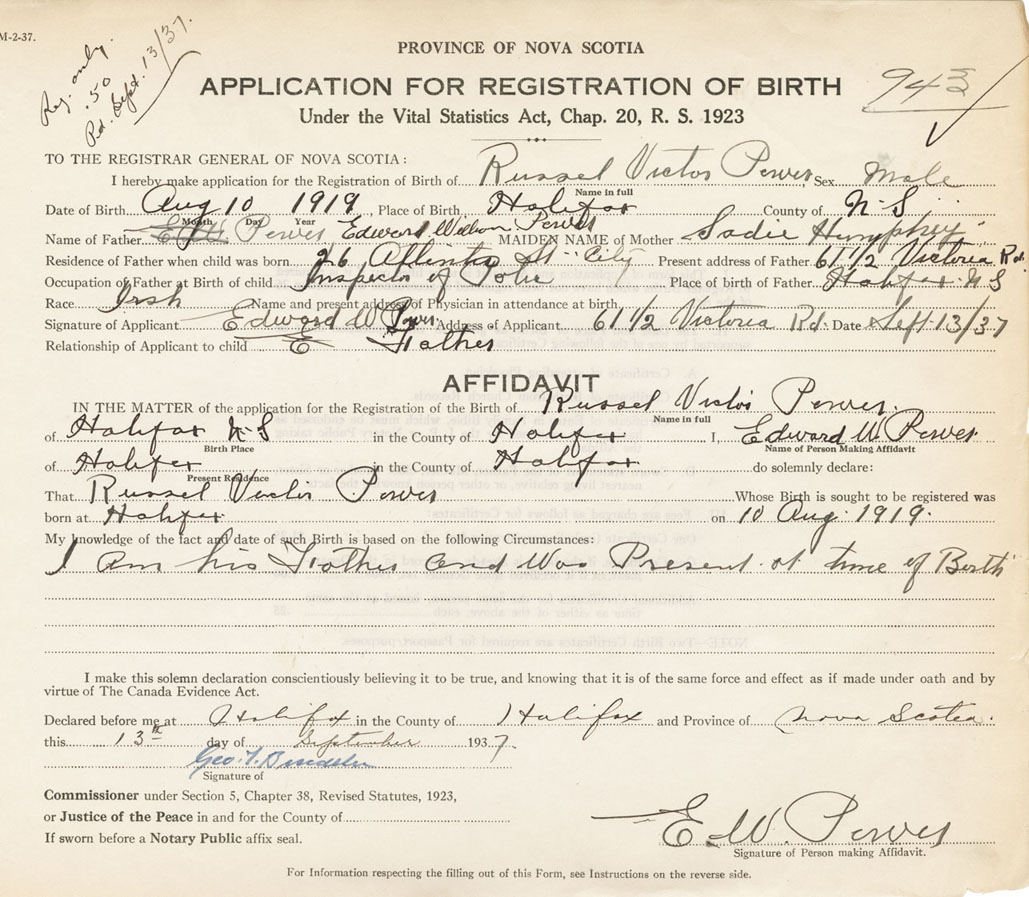 M-2-37.
Reg. only.
.50
Pd. Sept. 13/37.
PROVINCE OF NOVA SCOTIA
APPLICATION FOR REGISTRATION OF BIRTH
943
Under the Vital Statistics Act, Chap. 20, R. S. 1923
TO THE REGISTRAR GENERAL OF NOVA SCOTIA:
I hereby make application for the Registration of Birth of Russel Victor Power Sex Male
Name in full
Date of Birth Aug 10 1919, Place of Birth Halifax County of N.S.
Month Day Year
Name of Father Power Edward William Power MAIDEN NAME of Mother Sadie Humphrey
Residence of Father when child was born 26 St. City Present address of Father 61 1/2 Victoria Rd.
Occupation of Father at Birth of child Inspector of Place of birth of Father Halifax N S
Race Irsh Name and present address of Physician in attendance at birth
Signature of Applicant Edward W Power Address of Applicant 61 1/2 Victoria Rd. Date Sept 13/37
Relationship of Applicant to child E Father
AFFIDAVIT
IN THE MATTER of the application for the Registration of the Birth of Russel Victor Power.
Name in full
of Halifax N S in the County of Halifax I, Edward W. Power
Birth Place Name of Person Making Affidavit
of Halifax in the County of Halifax do solemnly declare:
Present Residence
That Russel Victor Power Whose Birth is sought to be registered was
born at Halifax on 10 Aug. 1919.
My knowledge of the fact and date of such Birth is based on the following Circumstances:
I Am his Father and Was Present at time of Birth
I make this solemn declaration conscientiously believing it to be true, and knowing that it is of the same force and effect as if made under oath and by
virtue of The Canada Evidence Act.
Declared before me at Halifax in the County of Halifax and Province of Nova Scotia.
this 13th day of September 1937.
Geo.
Signature of
Commissioner under Section 5, Chapter 38, Revised Statutes, 1923,
or Justice of the Peace in and for the County of
If sworn before a Notary Public affix seal.
E. W. Power
Signature of Person making Affidavit.
For Information respecting the filling out of this Form, see Instructions on the reverse side.